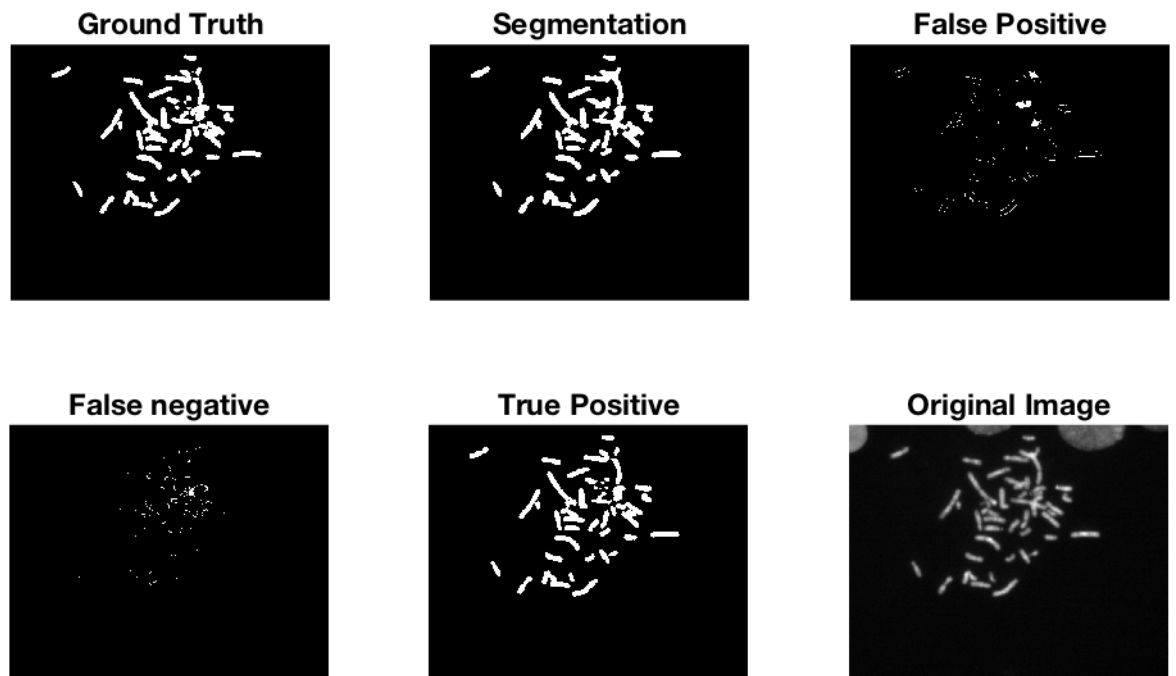 Ground Truth
Segmentation
False Positive
False negative
True Positive
Original Image